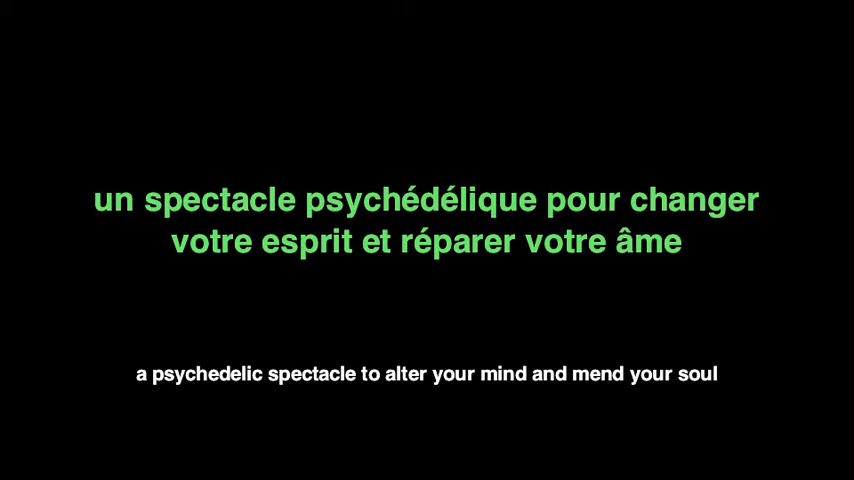 un spectacle psychédélique pour changer
votre esprit et réparer votre âme
a psychedelic spectacle to alter your mind and mend your soul